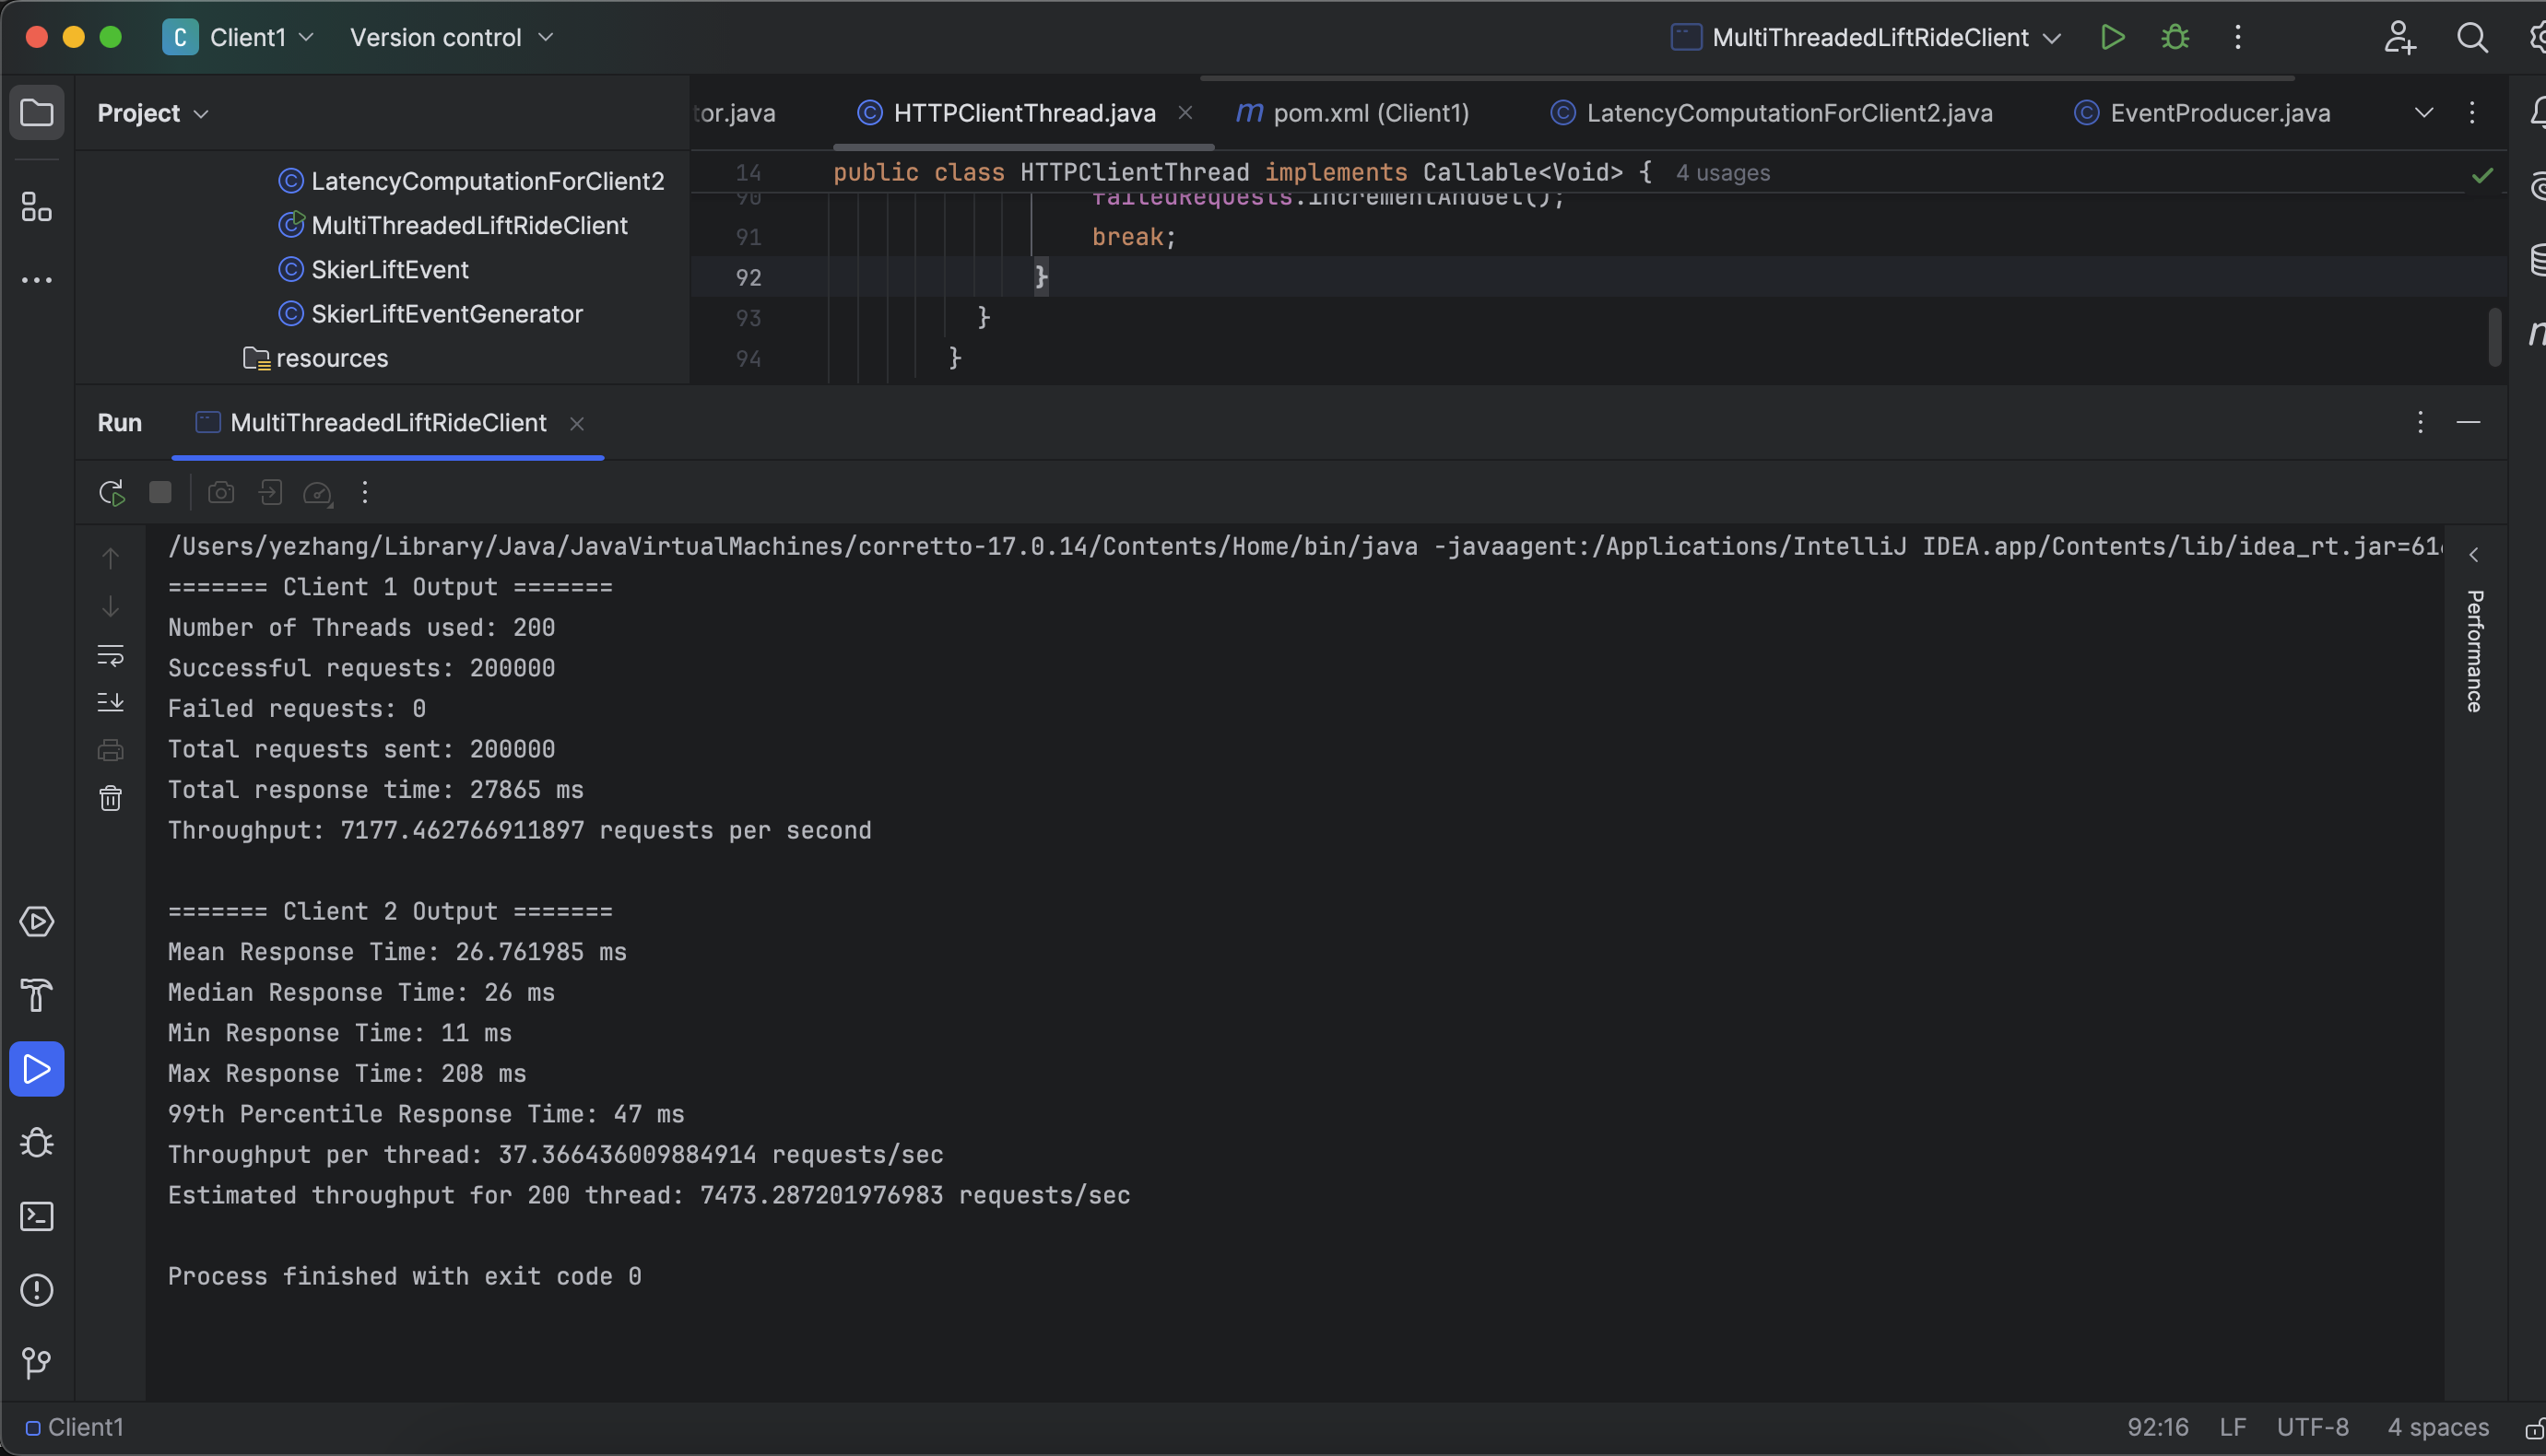 C Client1 Version control MultiThreadedLiftRideClient
Project
tor.java HTTPClientThread.java m pom.xml (Client1) LatencyComputationForClient2.java EventProducer.java
LatencyComputationForClient2
MultiThreadedLiftRideClient
SkierLiftEvent
SkierLiftEventGenerator
resources
14 public class HTTPClientThread implements Callable<Void> { 4 usages
90 failedRequests.incrementAndGet();
91 break;
92 }
93 }
94 }
Run MultiThreadedLiftRideClient
/Users/yezhang/Library/Java/JavaVirtualMachines/corretto-17.0.14/Contents/Home/bin/java -javaagent:/Applications/IntelliJ IDEA.app/Contents/lib/idea_rt.jar=61
======= Client 1 Output =======
Number of Threads used: 200
Successful requests: 200000
Failed requests: 0
Total requests sent: 200000
Total response time: 27865 ms
Throughput: 7177.462766911897 requests per second
======= Client 2 Output =======
Mean Response Time: 26.761985 ms
Median Response Time: 26 ms
Min Response Time: 11 ms
Max Response Time: 208 ms
99th Percentile Response Time: 47 ms
Throughput per thread: 37.366436009884914 requests/sec
Estimated throughput for 200 thread: 7473.287201976983 requests/sec
Process finished with exit code 0
Performance
Client1 92:16 LF UTF-8 4 spaces